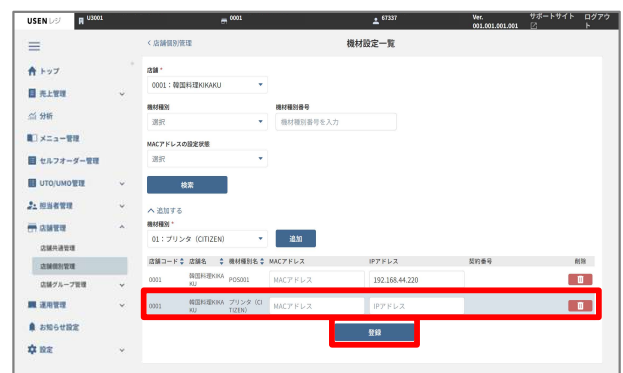 USENレジ U3001 0001 67337 Ver. 001.001.001.001 サポートサイト ログアウト
トップ
売上管理
分析
メニュー管理
セルフオーダー管理
UTO/UMO管理
担当者管理
店舗管理
店舗共通管理
店舗個別管理
店舗グループ管理
運用管理
お知らせ設定
設定
店舗個別管理
機材設定一覧
店舗 *
0001：韓国料理KIKAKU
機材種別 機材種別番号
選択 機材種別番号を入力
MACアドレスの設定状態
選択
検索
追加する
機材種別 *
01：プリンタ（CITIZEN） 追加
店舗コード 店舗名 機材種別名 MACアドレス IPアドレス 契約番号 削除
0001 韓国料理KIKAKU POS001 MACアドレス 192.168.44.220
0001 韓国料理KIKAKU プリンタ（CITIZEN） MACアドレス IPアドレス
登録